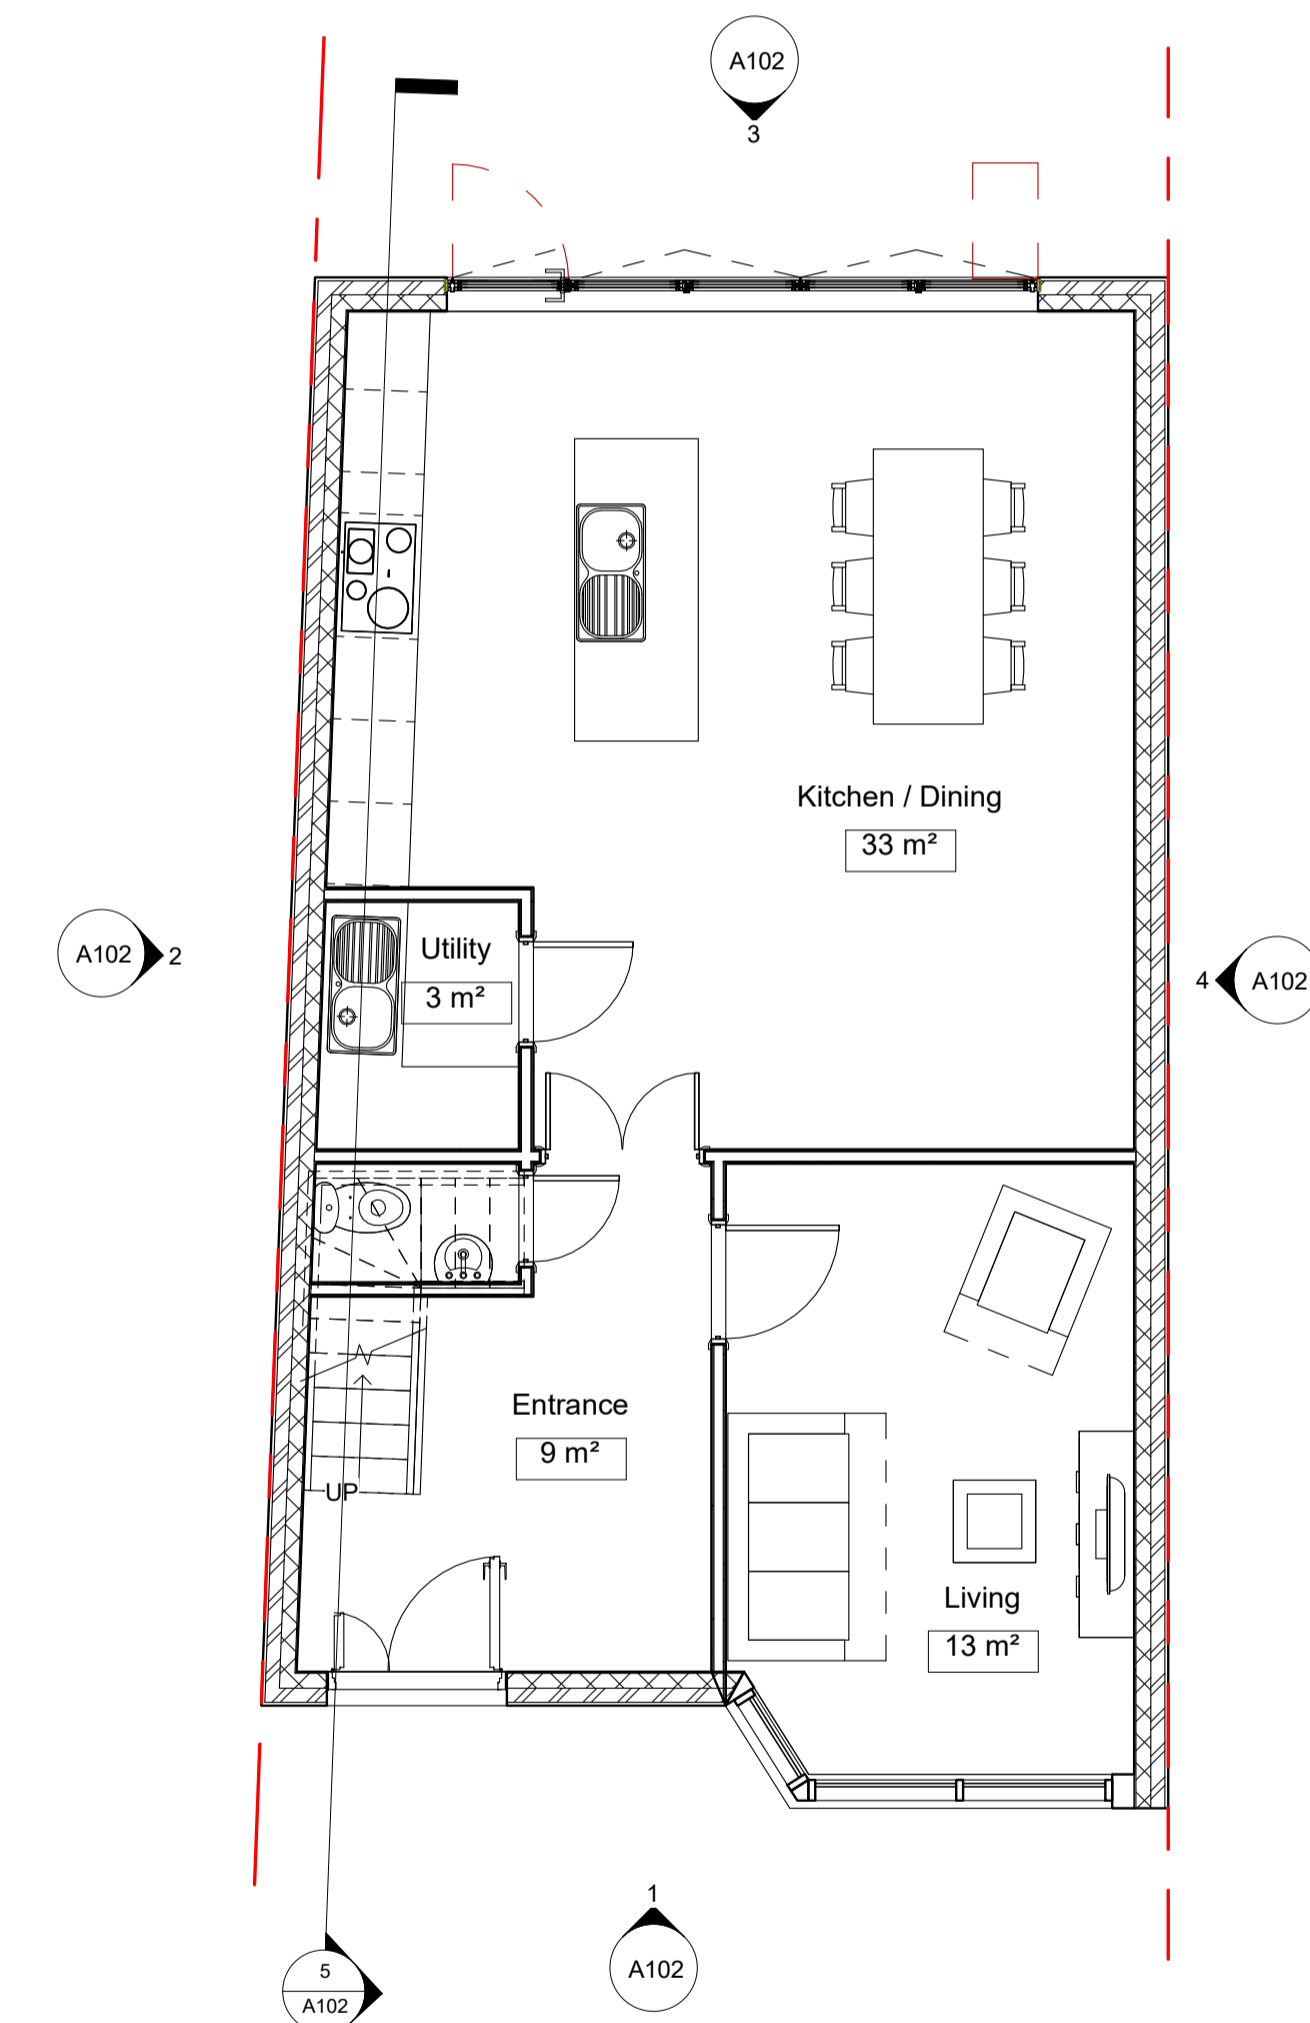 A102
3
Kitchen / Dining
33 m²
Utility
3 m²
A102
2
4
A102
Entrance
9 m²
UP
Living
13 m²
1
A102
5
A102